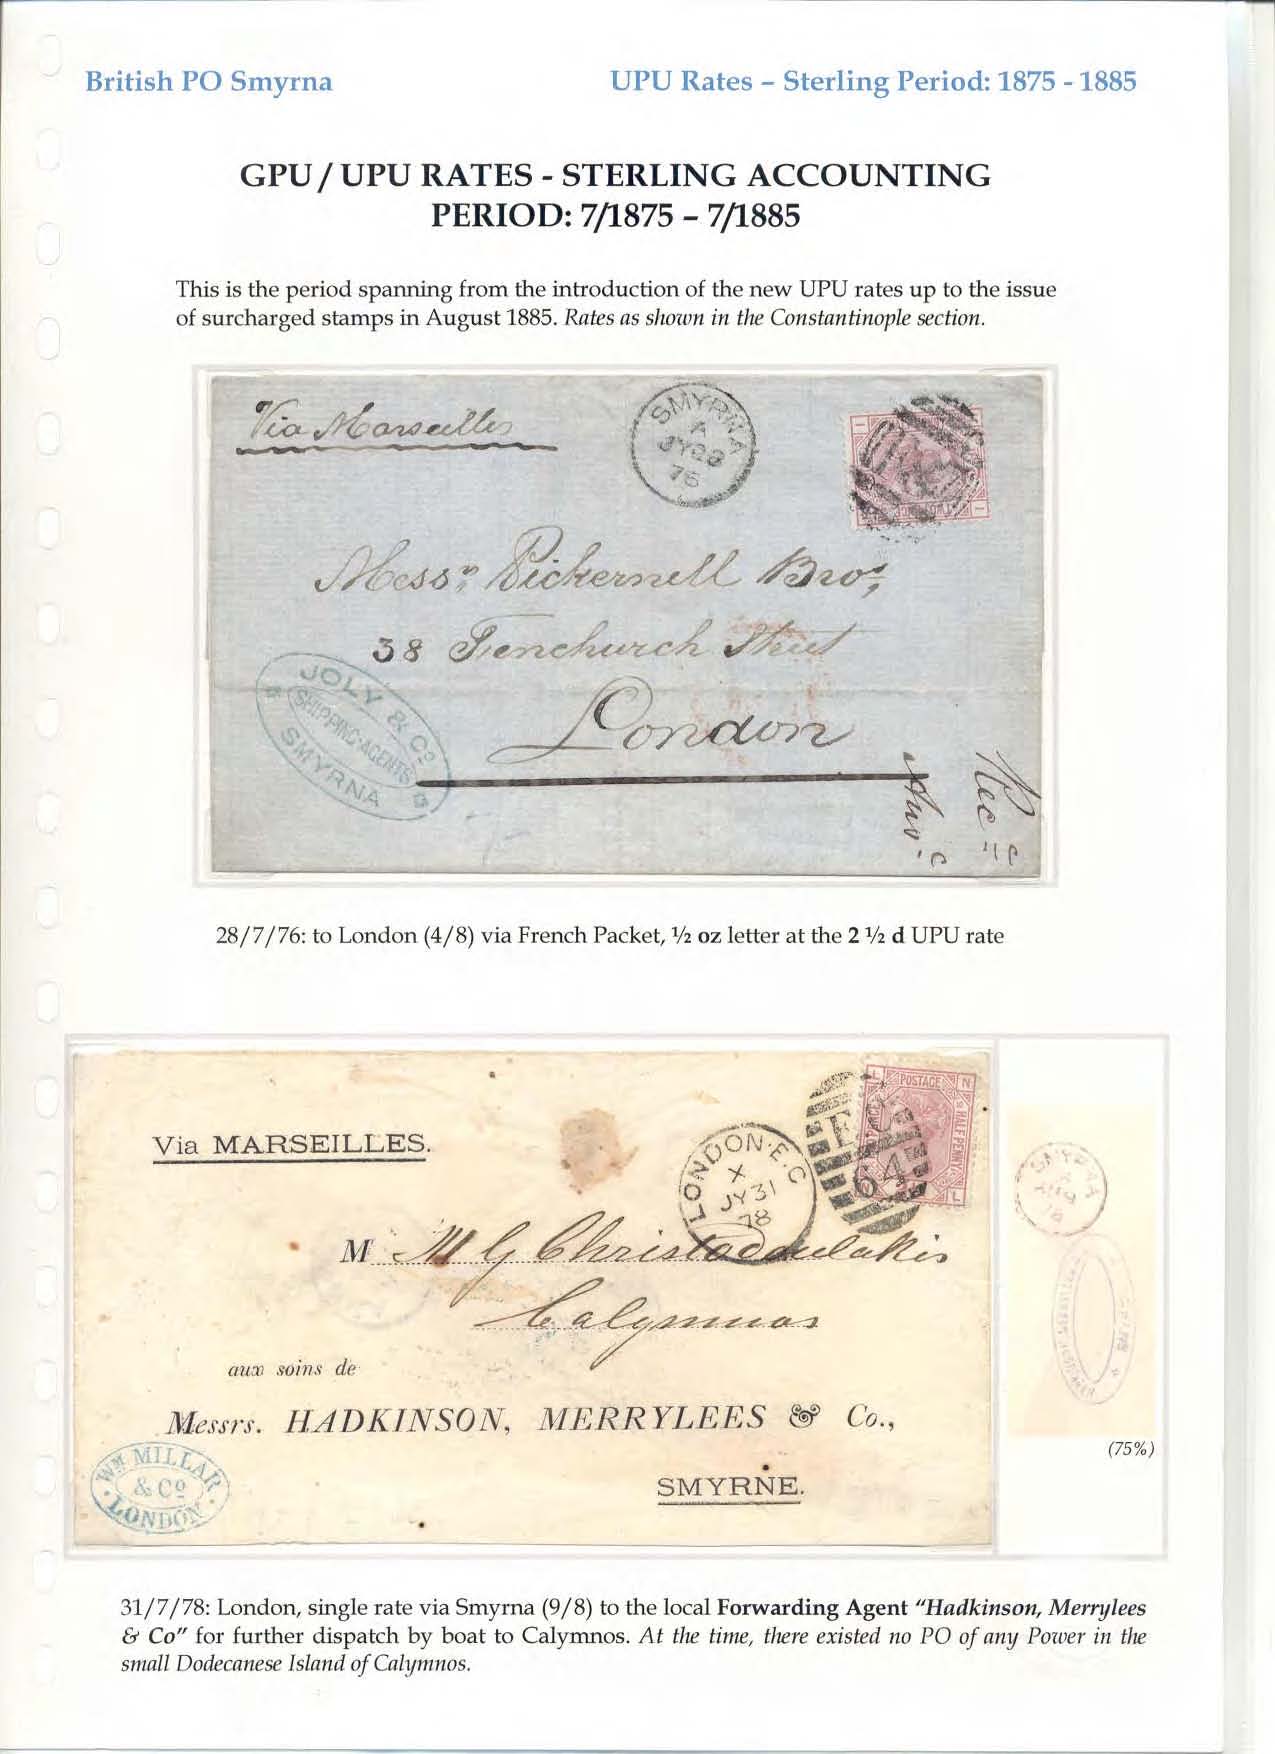 British PO Smyrna
UPU Rates – Sterling Period: 1875 - 1885
GPU / UPU RATES - STERLING ACCOUNTING
PERIOD: 7/1875 – 7/1885
This is the period spanning from the introduction of the new UPU rates up to the issue
of surcharged stamps in August 1885. Rates as shown in the Constantinople section.
Via Marseilles
SMYRNA
A
JY 28
76
Messrs Pickernell Bros,
38 Fenchurch Street
London
JOLY & Co
SHIPPING-AGENTS
SMYRNA
Ansd
Recd
28/7/76: to London (4/8) via French Packet, ½ oz letter at the 2 ½ d UPU rate
Via MARSEILLES.
LONDON·E.C
X
JY 31
78
L POSTAGE N
HALF PENNY
L
64
M M G Christodoulakis
Calymnos
aux soins de
Messrs. HADKINSON, MERRYLEES & Co.,
SMYRNE.
WM MILLAR
& Co
LONDON
SMYRNA
78
(75%)
31/7/78: London, single rate via Smyrna (9/8) to the local Forwarding Agent "Hadkinson, Merrylees
& Co" for further dispatch by boat to Calymnos. At the time, there existed no PO of any Power in the
small Dodecanese Island of Calymnos.